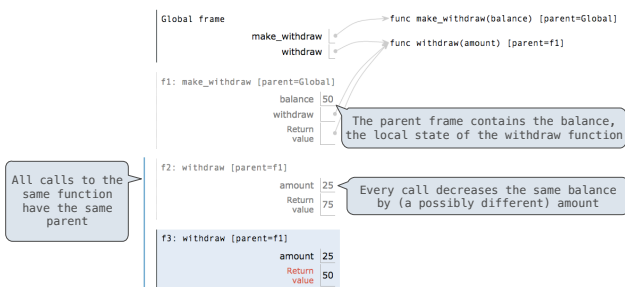 Global frame
make_withdraw
withdraw
func make_withdraw(balance) [parent=Global]
func withdraw(amount) [parent=f1]
f1: make_withdraw [parent=Global]
balance 50
withdraw
Return
value
The parent frame contains the balance,
the local state of the withdraw function
All calls to the
same function
have the same
parent
f2: withdraw [parent=f1]
amount 25
Return
value 75
Every call decreases the same balance
by (a possibly different) amount
f3: withdraw [parent=f1]
amount 25
Return
value 50